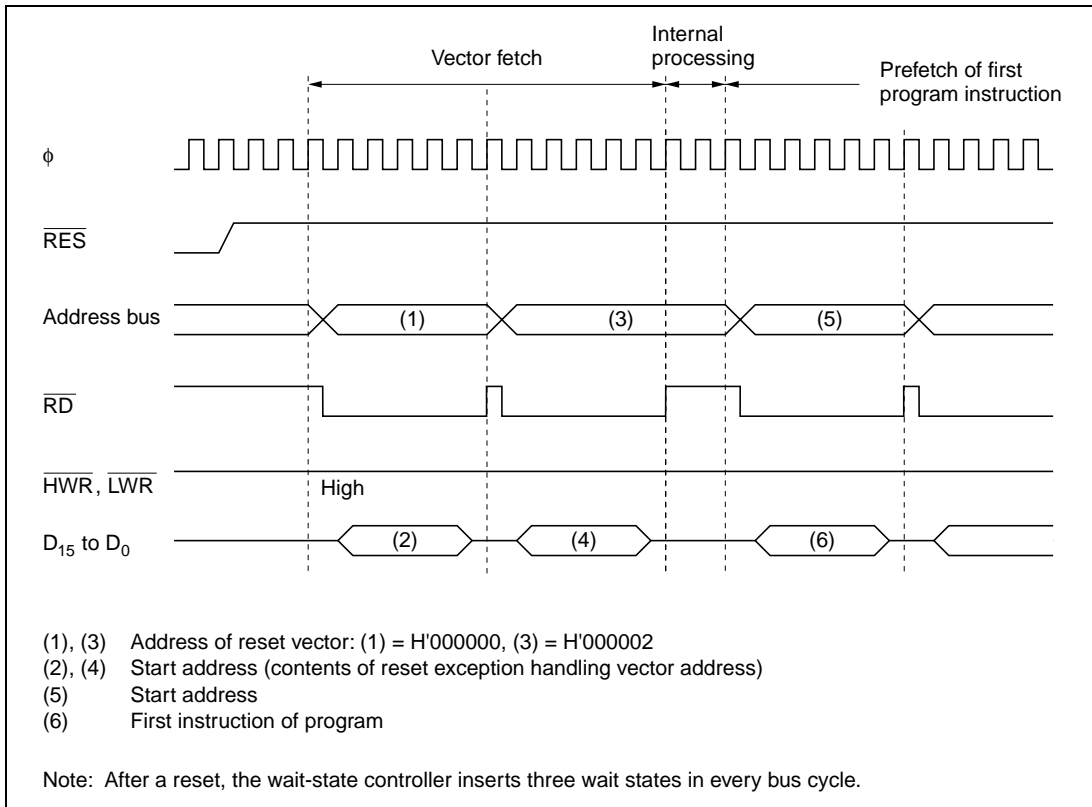 Internal
processing
Vector fetch
Prefetch of first
program instruction
ϕ
RES
Address bus
(1)
(3)
(5)
RD
HWR, LWR
High
D15 to D0
(2)
(4)
(6)
(1), (3) Address of reset vector: (1) = H'000000, (3) = H'000002
(2), (4) Start address (contents of reset exception handling vector address)
(5) Start address
(6) First instruction of program
Note: After a reset, the wait-state controller inserts three wait states in every bus cycle.